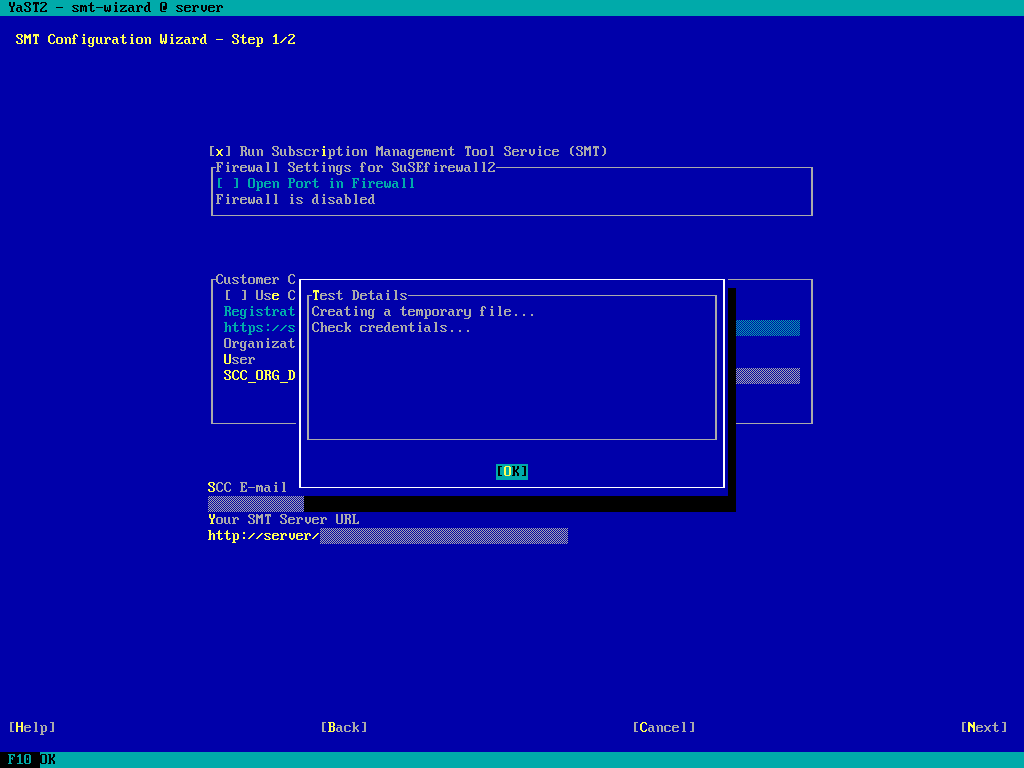 YaST2 - smt-wizard @ server
SMT Configuration Wizard - Step 1/2
[x] Run Subscription Management Tool Service (SMT)
Firewall Settings for SuSEfirewall2
[ ] Open Port in Firewall
Firewall is disabled
Customer C
[ ] Use C
Test Details
Registrat
Creating a temporary file...
https://s
Check credentials...
Organizat
User
SCC_ORG_D
[OK]
SCC E-mail
Your SMT Server URL
http://server/
[Help] [Back] [Cancel] [Next]
F10 OK